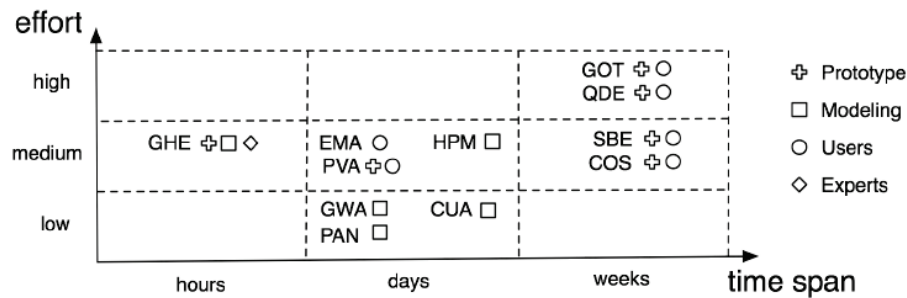 effort
high
GOT
QDE
Prototype
Modeling
medium
GHE
EMA
HPM
SBE
Users
PVA
COS
Experts
low
GWA
CUA
PAN
hours
days
weeks
time span